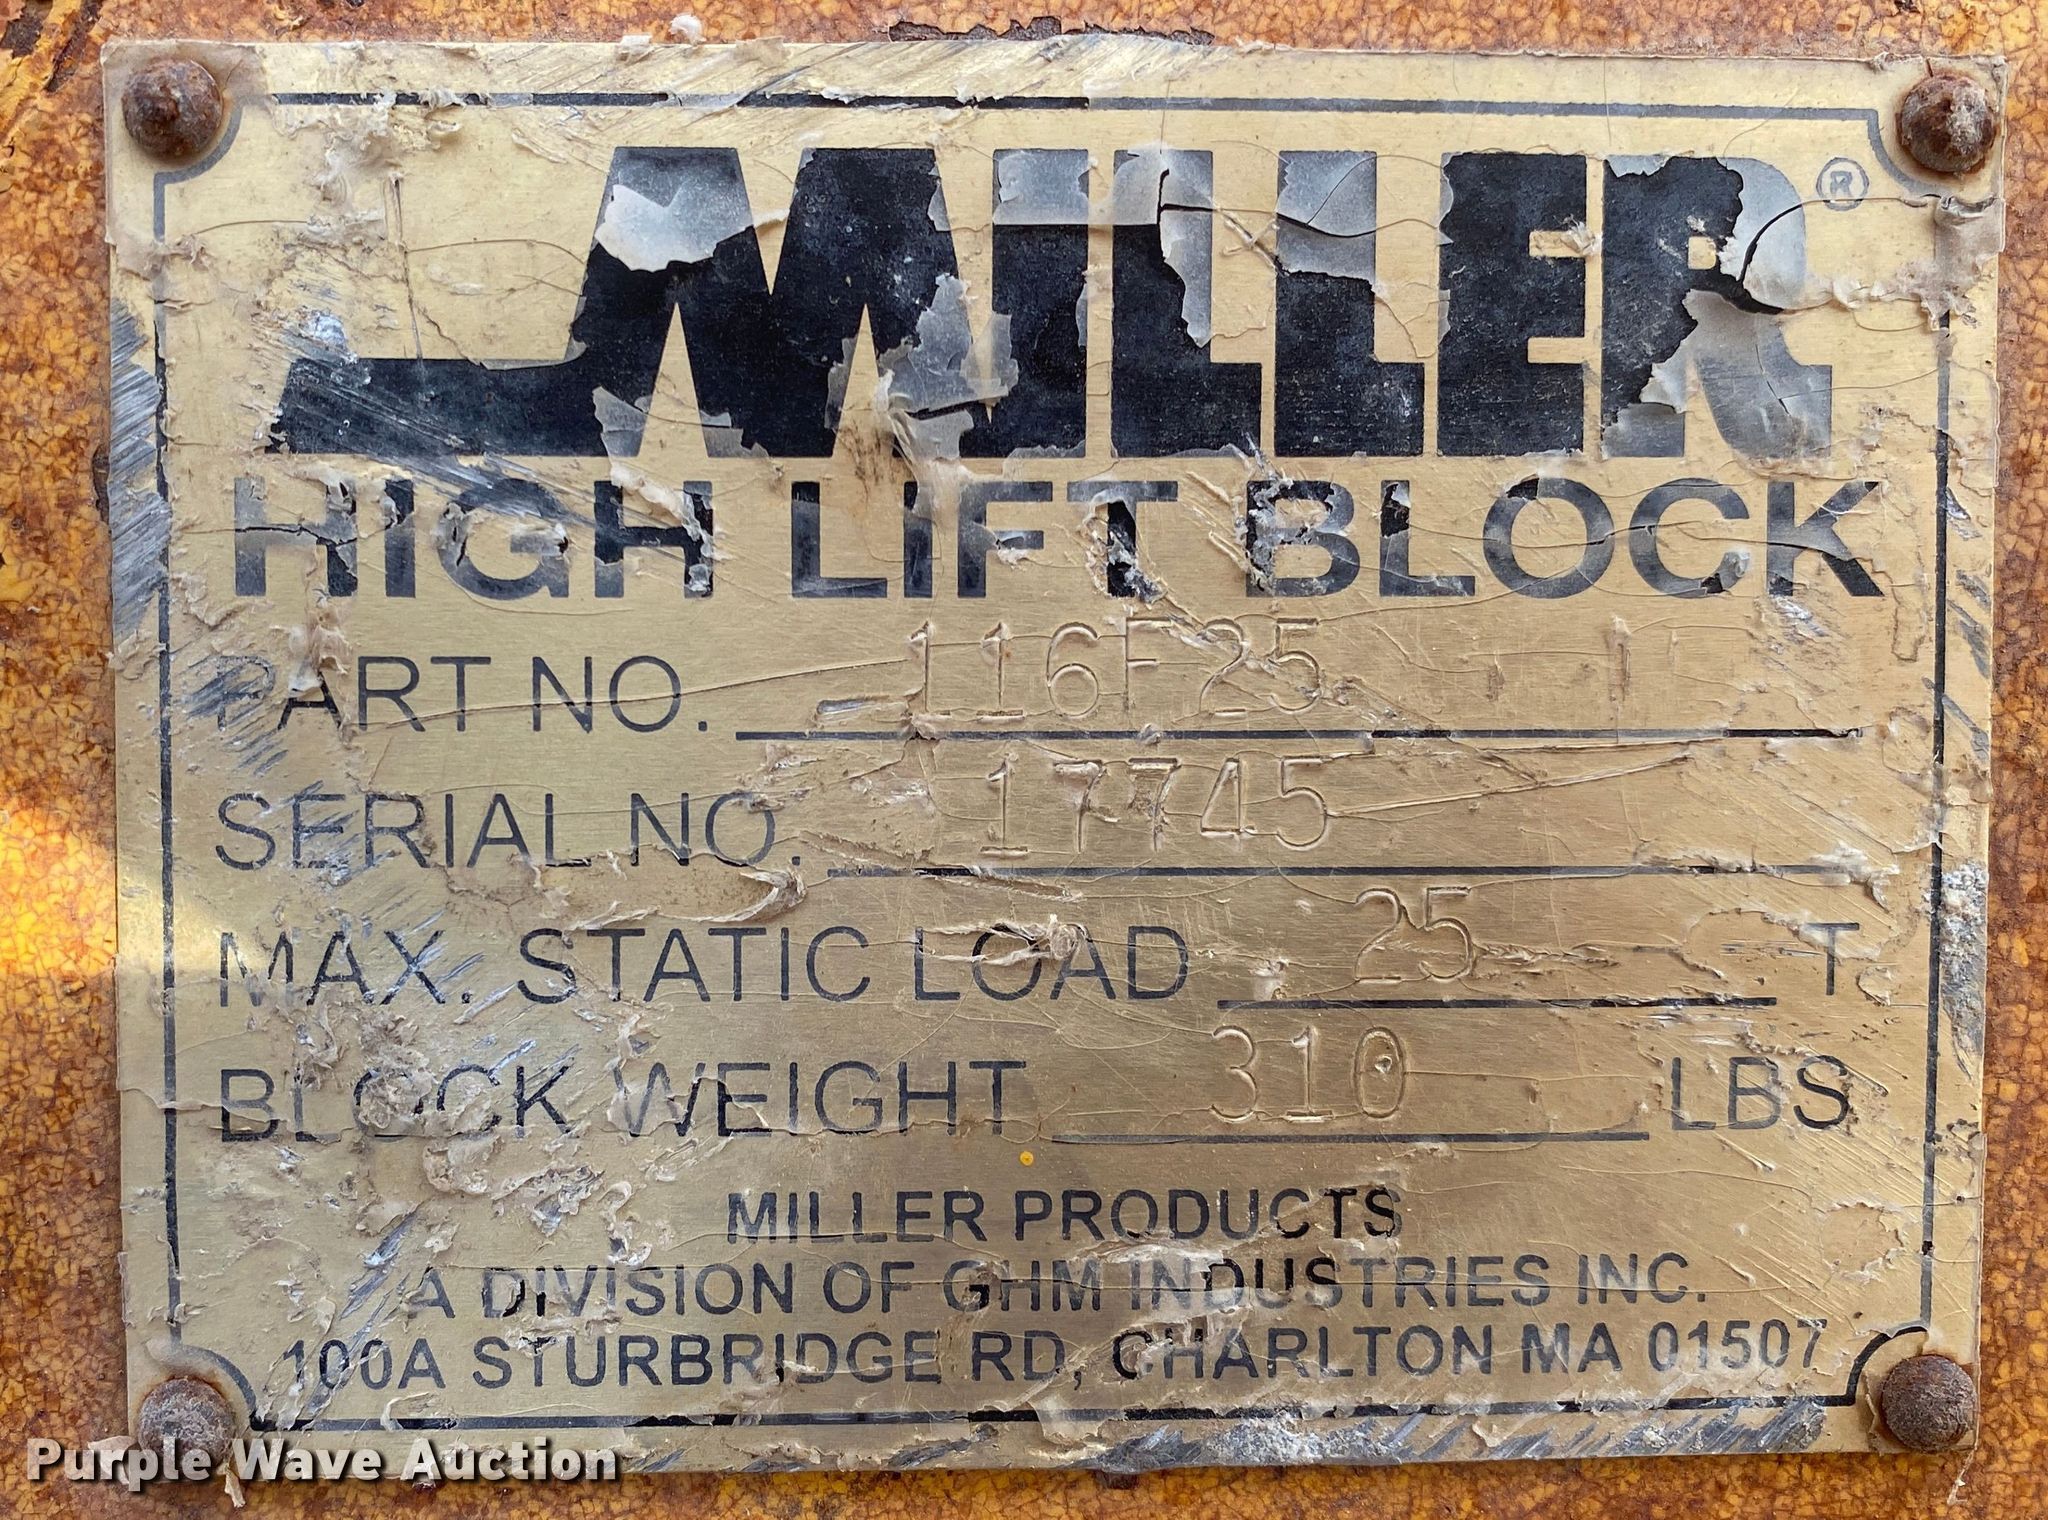 MILLER®
HIGH LIFT BLOCK
PART NO. 116F25
SERIAL NO. 17745
MAX. STATIC LOAD 25 T
BLOCK WEIGHT 310 LBS
MILLER PRODUCTS
A DIVISION OF GHM INDUSTRIES INC.
100A STURBRIDGE RD, CHARLTON MA 01507
Purple Wave Auction